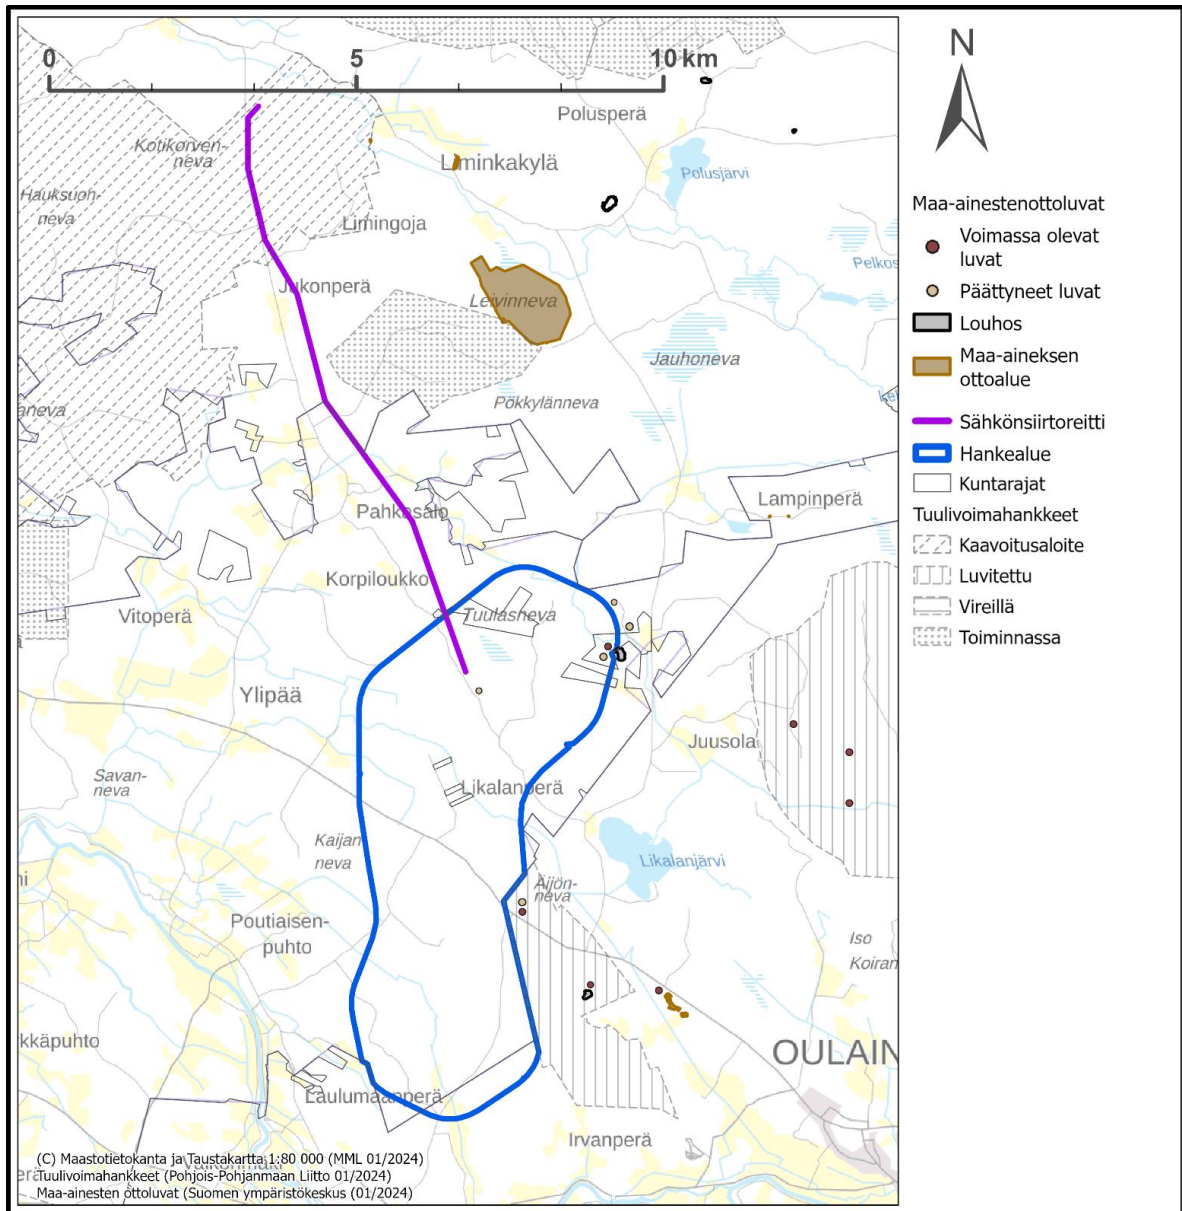 0
5
10 km
N
Polusperä
Kotikorven-
neva
Liminkakylä
Polusjärvi
Hauksuoh-
neva
Limingoja
Pelkos
Jukonperä
Leivinneva
Jauhoneva
aneva
Pökkylänneva
Lei
Lampinperä
Pahkasalo
Korpiloukko
Vitoperä
Tuulasneva
Ylipää
Juusola
Savan-
neva
Likalanperä
Kaijan
neva
Likalanjärvi
ni
Äijön-
neva
Poutiaisen-
puhto
Iso
Koiran
kkäpuhto
OULAIN
Laulumaanperä
Irvanperä
(C) Maastotietokanta ja Taustakartta 1:80 000 (MML 01/2024)
Tuulivoimahankkeet (Pohjois-Pohjanmaan Liitto 01/2024)
Maa-ainesten ottoluvat (Suomen ympäristökeskus (01/2024)
Maa-ainestenottoluvat
Voimassa olevat
luvat
Päättyneet luvat
Louhos
Maa-aineksen
ottoalue
Sähkönsiirtoreitti
Hankealue
Kuntarajat
Tuulivoimahankkeet
Kaavoitusaloite
Luvitettu
Vireillä
Toiminnassa